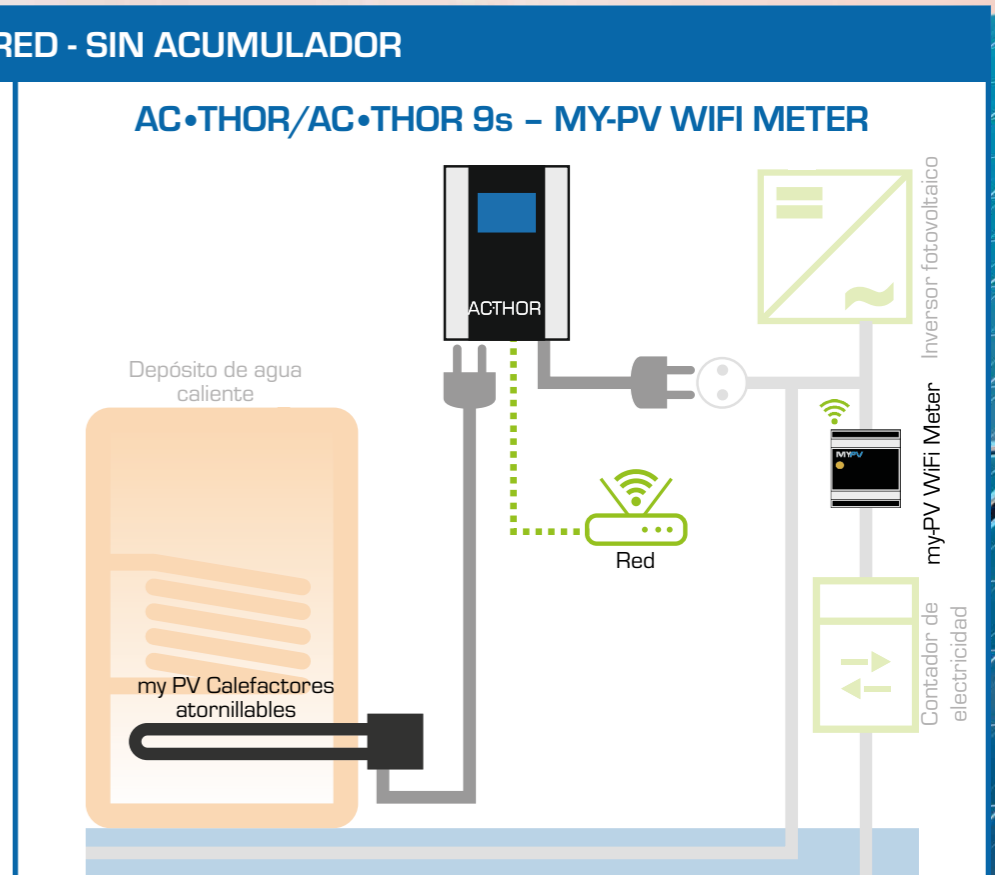 RED - SIN ACUMULADOR
AC•THOR/AC•THOR 9s – MY-PV WIFI METER
ACTHOR
Inversor fotovoltaico
Depósito de agua
caliente
MYPV
my-PV WiFi Meter
Red
Contador de
electricidad
my PV Calefactores
atornillables